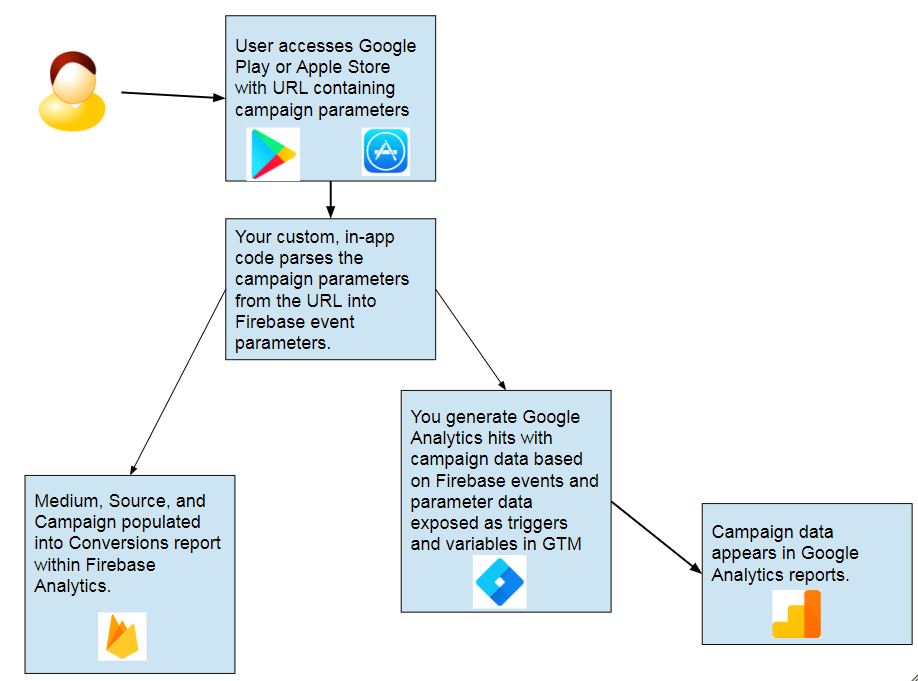 User accesses Google
Play or Apple Store
with URL containing
campaign parameters
Your custom, in-app
code parses the
campaign parameters
from the URL into
Firebase event
parameters.
You generate Google
Analytics hits with
campaign data based
on Firebase events and
parameter data
exposed as triggers
and variables in GTM
Medium, Source, and
Campaign populated
into Conversions report
within Firebase
Analytics.
Campaign data
appears in Google
Analytics reports.